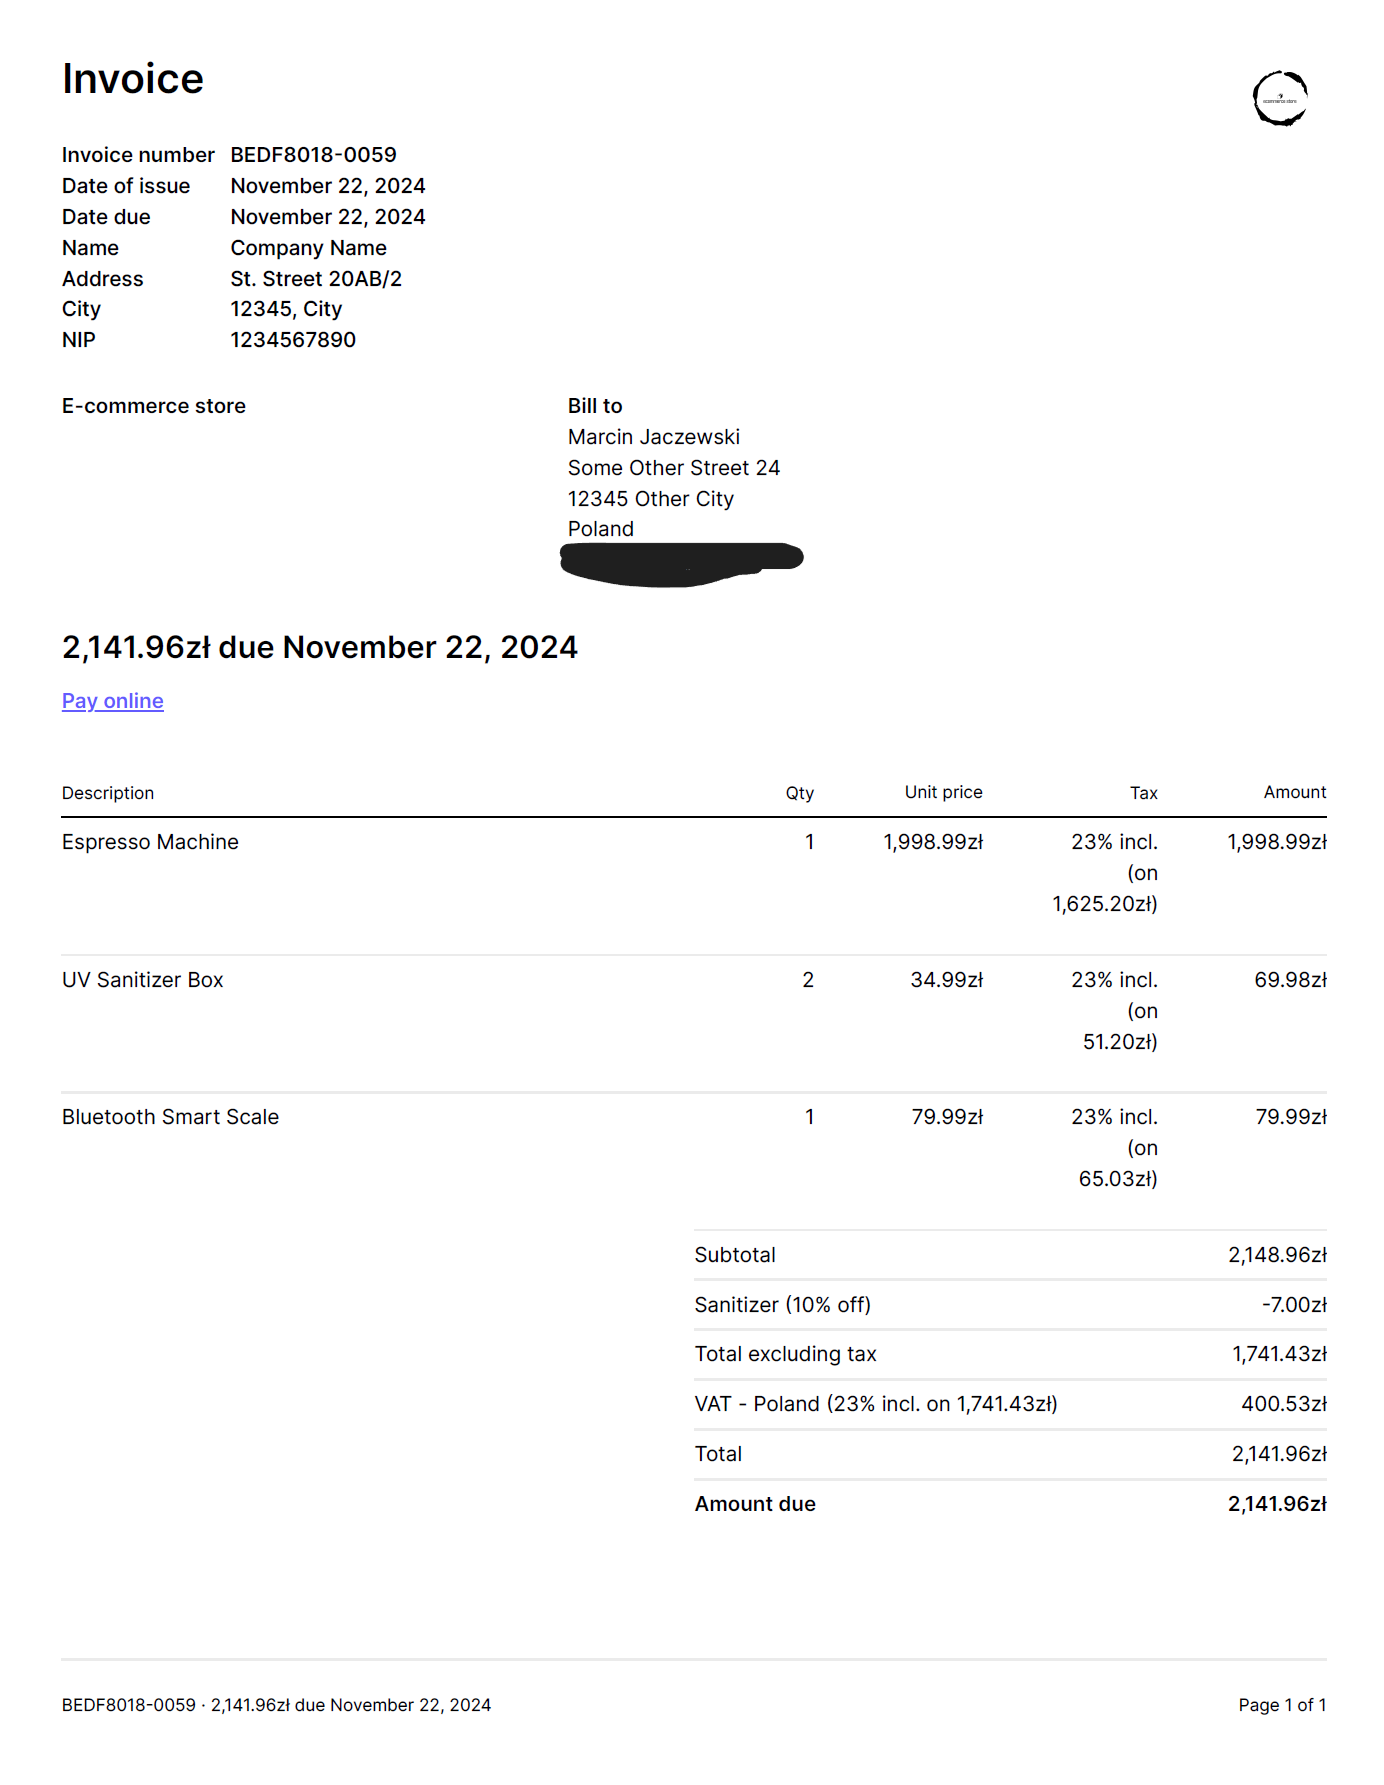 Invoice
ecommerce store
Invoice number BEDF8018-0059
Date of issue November 22, 2024
Date due November 22, 2024
Name Company Name
Address St. Street 20AB/2
City 12345, City
NIP 1234567890
E-commerce store
Bill to
Marcin Jaczewski
Some Other Street 24
12345 Other City
Poland
2,141.96zł due November 22, 2024
Pay online
Description Qty Unit price Tax Amount
Espresso Machine 1 1,998.99zł 23% incl. 1,998.99zł
(on
1,625.20zł)
UV Sanitizer Box 2 34.99zł 23% incl. 69.98zł
(on
51.20zł)
Bluetooth Smart Scale 1 79.99zł 23% incl. 79.99zł
(on
65.03zł)
Subtotal 2,148.96zł
Sanitizer (10% off) -7.00zł
Total excluding tax 1,741.43zł
VAT - Poland (23% incl. on 1,741.43zł) 400.53zł
Total 2,141.96zł
Amount due 2,141.96zł
BEDF8018-0059 · 2,141.96zł due November 22, 2024 Page 1 of 1